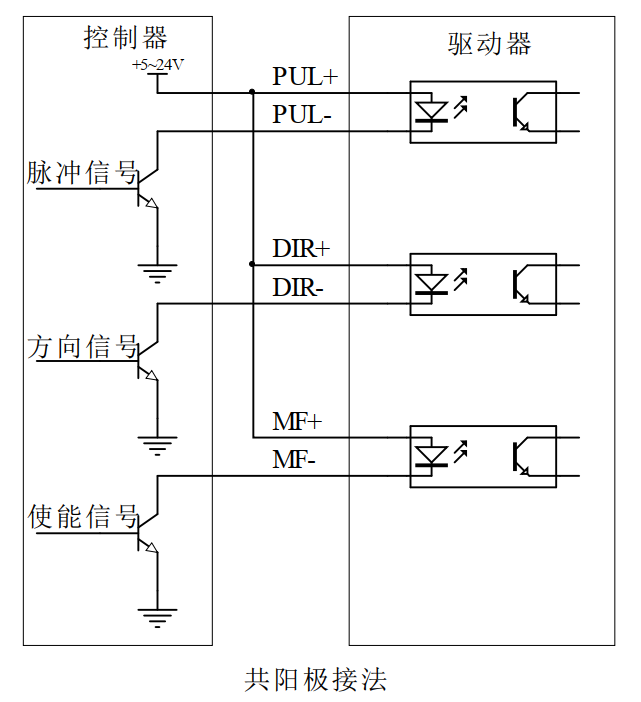 控制器
驱动器
+5~24V
PUL+
PUL-
脉冲信号
DIR+
DIR-
方向信号
MF+
MF-
使能信号
共阳极接法